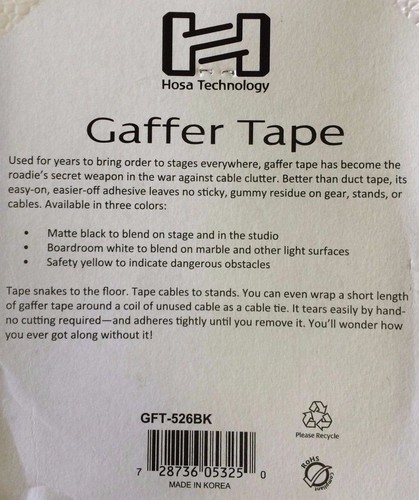 Hosa Technology
Gaffer Tape
Used for years to bring order to stages everywhere, gaffer tape has become the
roadie's secret weapon in the war against cable clutter. Better than duct tape, its
easy-on, easier-off adhesive leaves no sticky, gummy residue on gear, stands, or
cables. Available in three colors:
• Matte black to blend on stage and in the studio
• Boardroom white to blend on marble and other light surfaces
• Safety yellow to indicate dangerous obstacles
Tape snakes to the floor. Tape cables to stands. You can even wrap a short length
of gaffer tape around a coil of unused cable as a cable tie. It tears easily by hand-
no cutting required—and adheres tightly until you remove it. You'll wonder how
you ever got along without it!
GFT-526BK
7 28736 05325 0
MADE IN KOREA
Please Recycle
RoHS
compliant